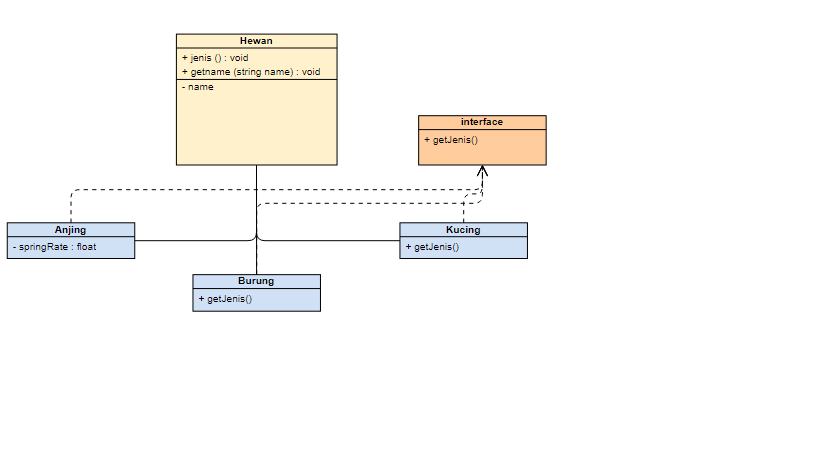 Hewan
+ jenis () : void
+ getname (string name) : void
- name
interface
+ getJenis()
Anjing
- springRate : float
Kucing
+ getJenis()
Burung
+ getJenis()